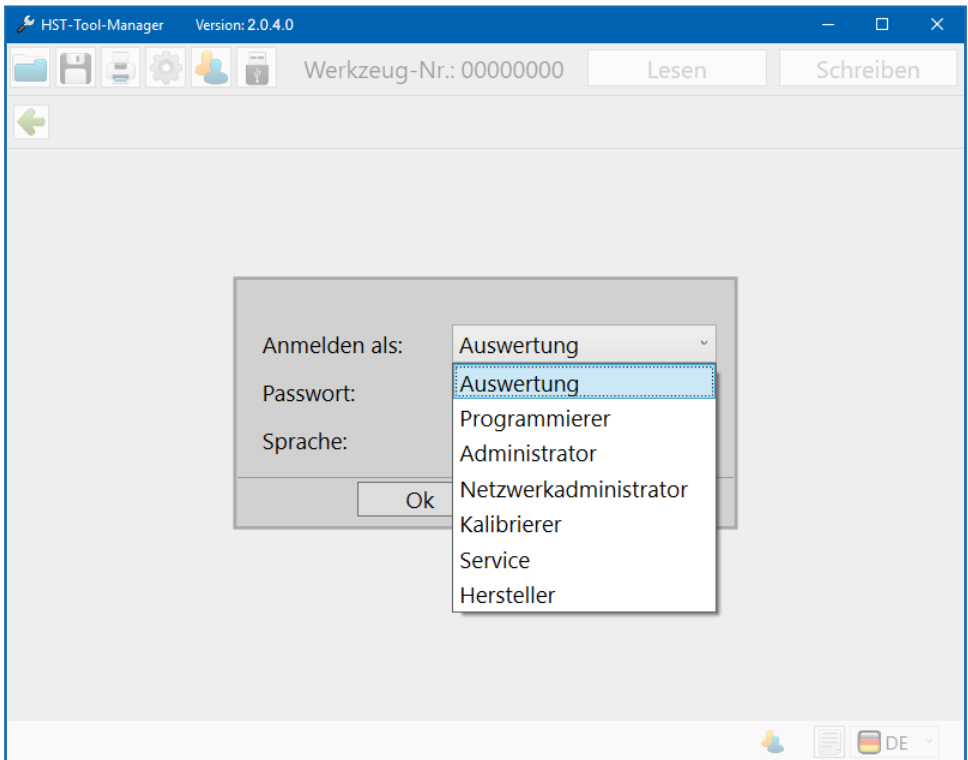 HST-Tool-Manager Version: 2.0.4.0
Werkzeug-Nr.: 00000000 Lesen Schreiben
Anmelden als: Auswertung
Auswertung
Passwort:
Programmierer
Sprache:
Administrator
Netzwerkadministrator
Ok
Kalibrierer
Service
Hersteller
DE